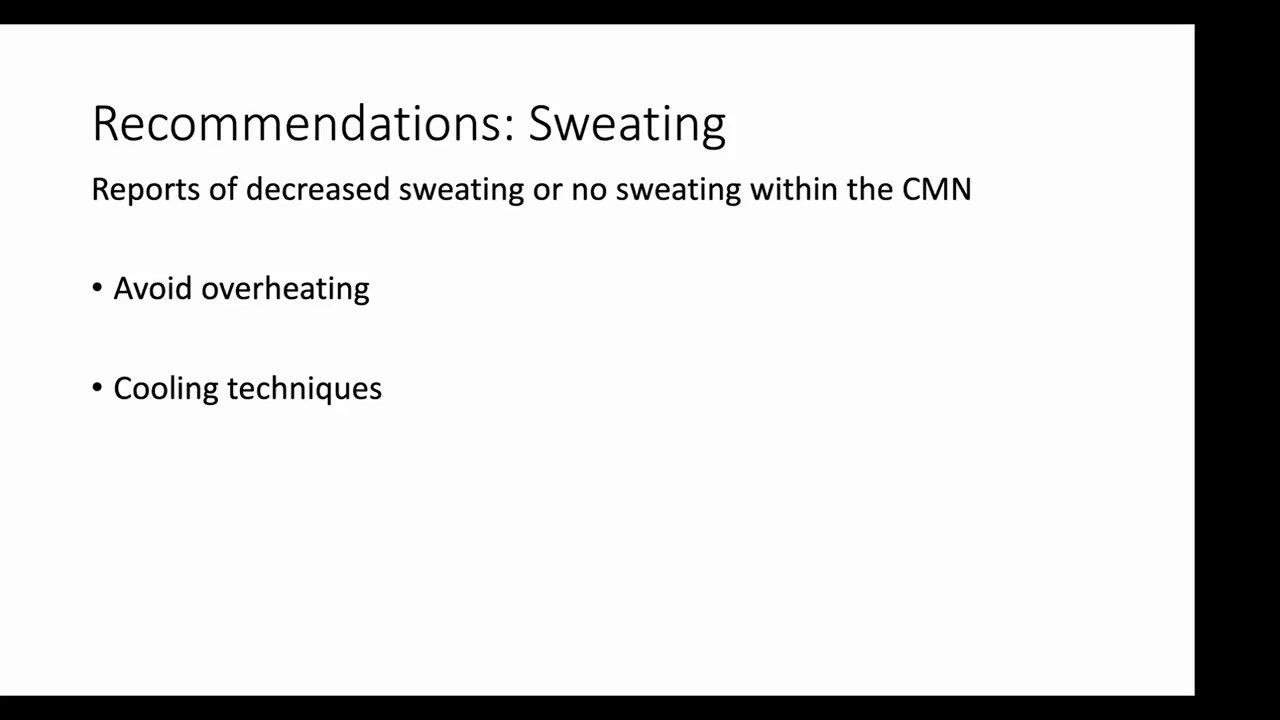 Recommendations: Sweating
Reports of decreased sweating or no sweating within the CMN
• Avoid overheating
• Cooling techniques